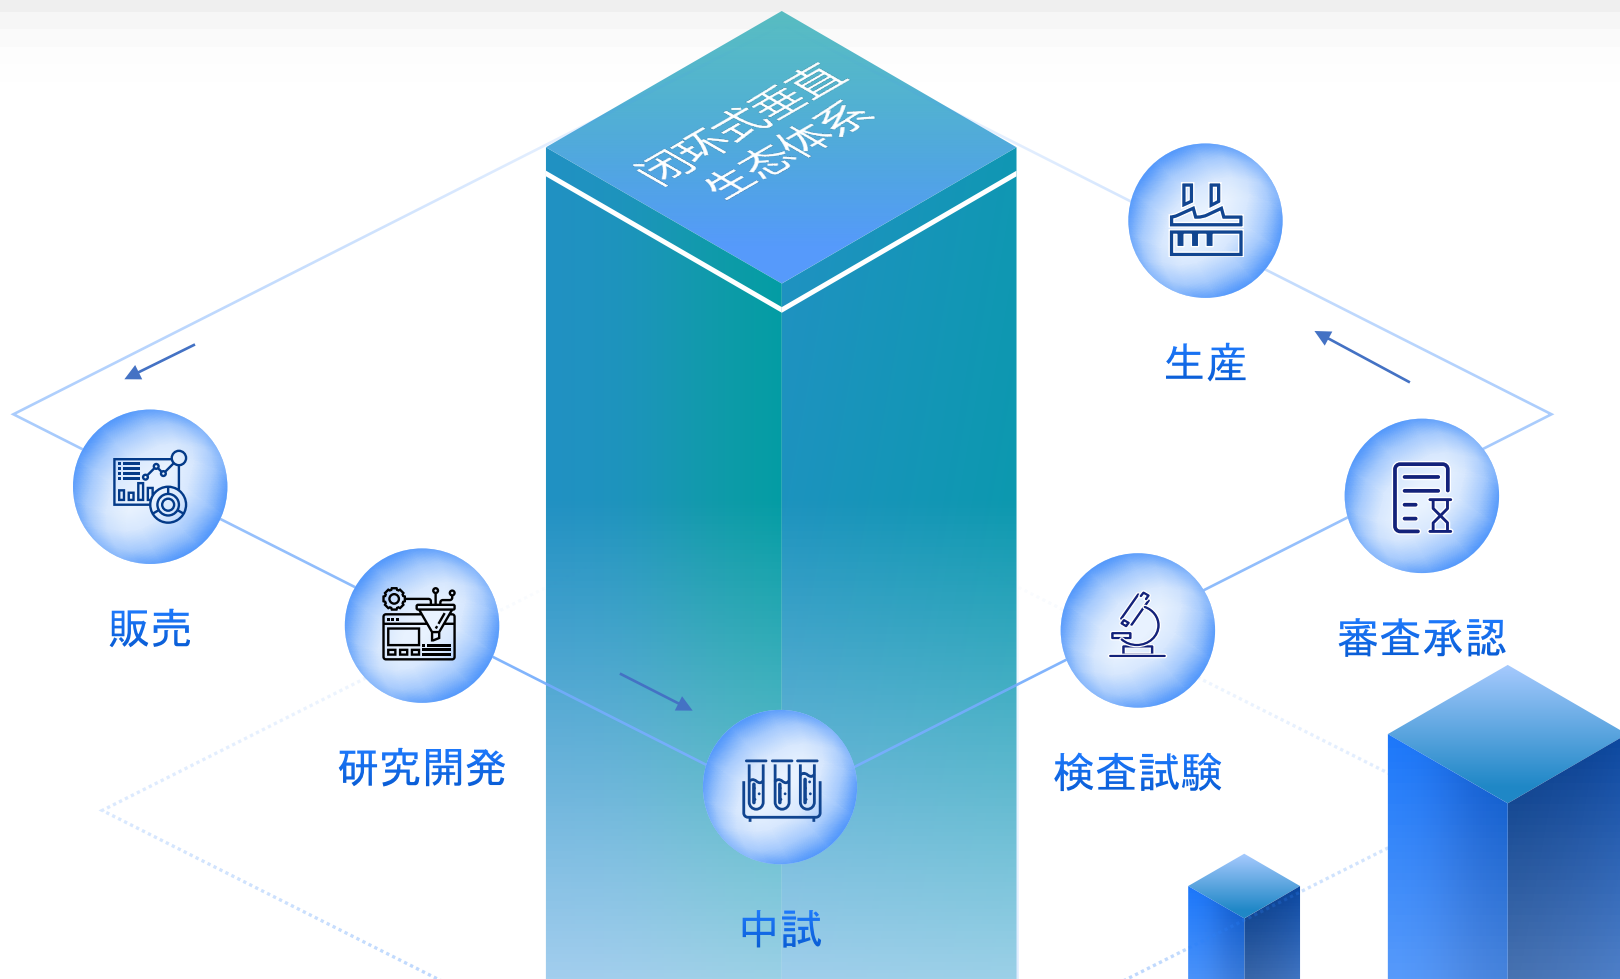 闭环式垂直
生态体系
生産
販売
審査承認
研究開発
検査試験
中試